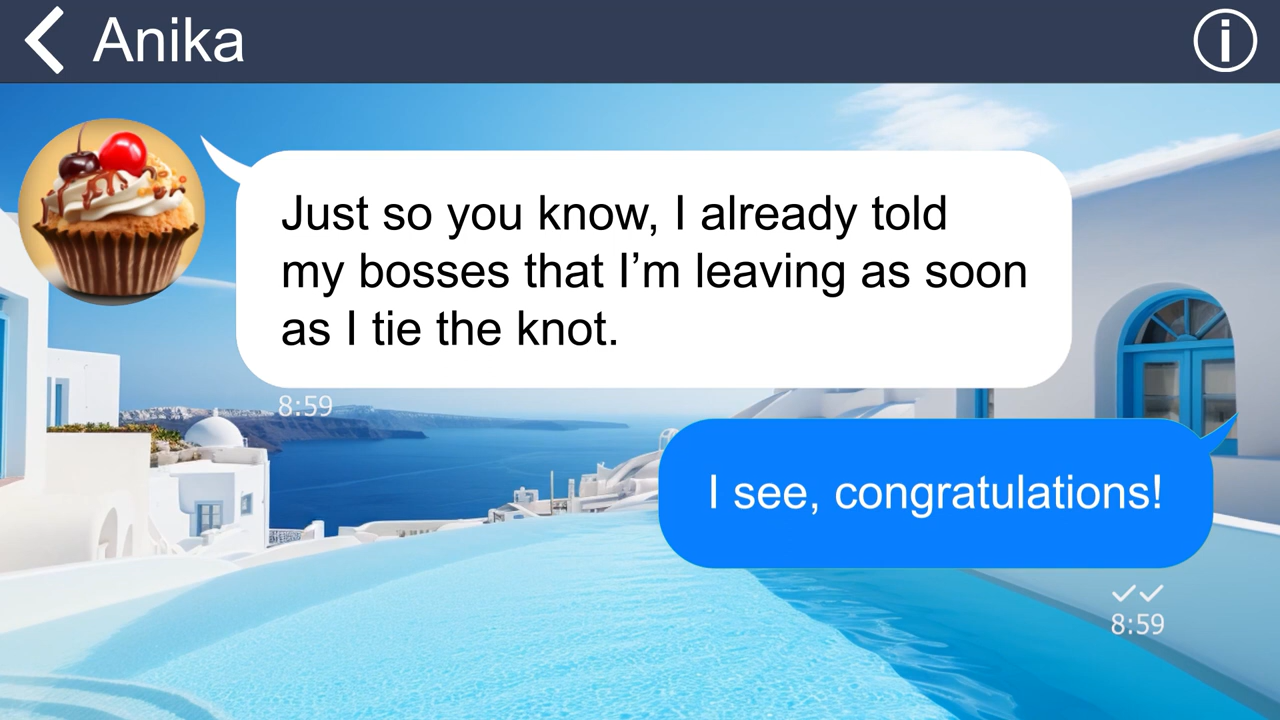 Anika
Just so you know, I already told
my bosses that I’m leaving as soon
as I tie the knot.
8:59
I see, congratulations!
8:59